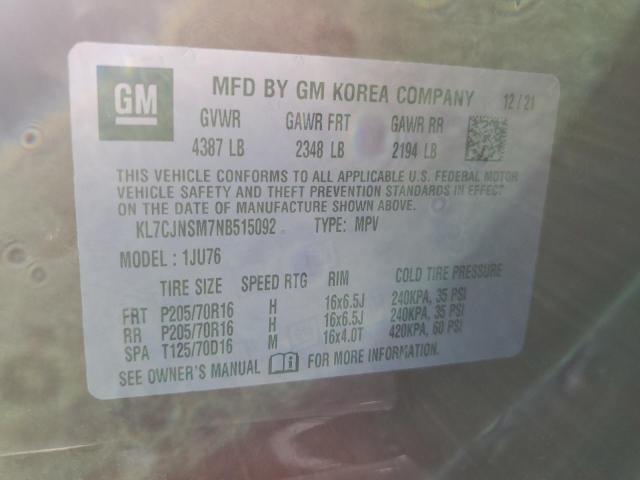 GM
MFD BY GM KOREA COMPANY 12/21
GVWR GAWR FRT GAWR RR
4387 LB 2348 LB 2194 LB
THIS VEHICLE CONFORMS TO ALL APPLICABLE U.S. FEDERAL MOTOR
VEHICLE SAFETY AND THEFT PREVENTION STANDARDS IN EFFECT
ON THE DATE OF MANUFACTURE SHOWN ABOVE.
KL7CJNSM7NB515092 TYPE: MPV
MODEL : 1JU76
TIRE SIZE SPEED RTG RIM COLD TIRE PRESSURE
FRT P205/70R16 H 16x6.5J 240KPA, 35 PSI
RR P205/70R16 H 16x6.5J 240KPA, 35 PSI
SPA T125/70D16 M 16x4.0T 420KPA, 60 PSI
SEE OWNER'S MANUAL FOR MORE INFORMATION.